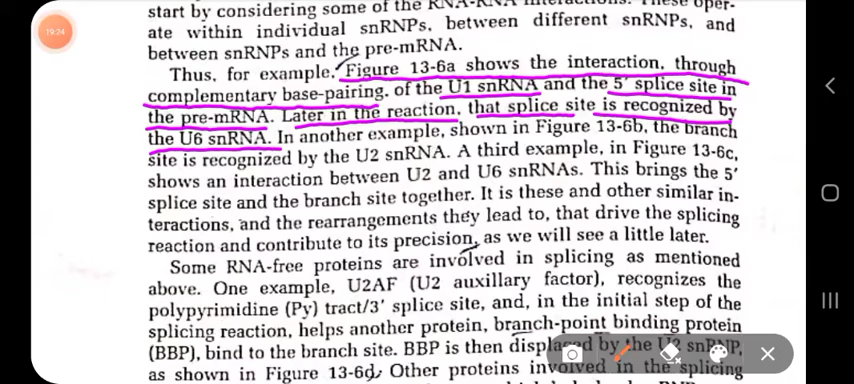 19:24
start by considering some of the RNA-RNA These oper-
ate within individual snRNPs, between different snRNPs, and
between snRNPs and the pre-mRNA.
Thus, for example, Figure 13-6a shows the interaction, through
complementary base-pairing, of the U1 snRNA and the 5' splice site in
the pre-mRNA. Later in the reaction, that splice site is recognized by
the U6 snRNA. In another example, shown in Figure 13-6b, the branch
site is recognized by the U2 snRNA. A third example, in Figure 13-6c,
shows an interaction between U2 and U6 snRNAs. This brings the 5'
splice site and the branch site together. It is these and other similar in-
teractions, and the rearrangements they lead to, that drive the splicing
reaction and contribute to its precision, as we will see a little later.
Some RNA-free proteins are involved in splicing as mentioned
above. One example, U2AF (U2 auxillary factor), recognizes the
polypyrimidine (Py) tract/3' splice site, and, in the initial step of the
splicing reaction, helps another protein, branch-point binding protein
(BBP), bind to the branch site. BBP is then displaced by the U2 snRNP,
as shown in Figure 13-6d. Other proteins involved in the splicing